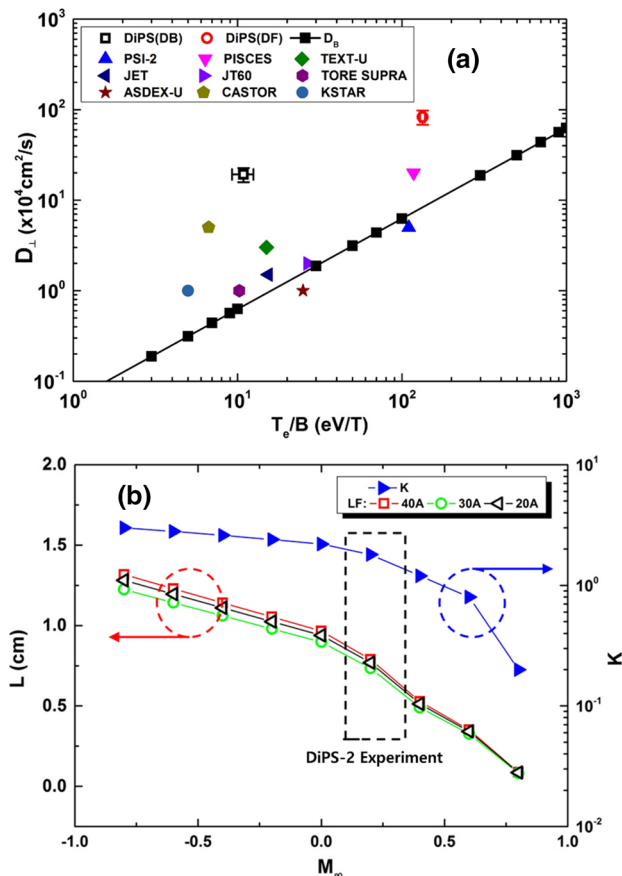 DiPS(DB) DiPS(DF) D_B
PSI-2 PISCES TEXT-U
JET JT60 TORE SUPRA
ASDEX-U CASTOR KSTAR
(a)
10³
10²
10¹
10⁰
10⁻¹
D⊥ (x10⁴cm²/s)
10⁰ 10¹ 10² 10³
Tₑ/B (eV/T)
(b)
K
LF: 40A 30A 20A
2.0
1.5
1.0
0.5
0.0
L (cm)
10¹
10⁰
10⁻¹
10⁻²
K
DiPS-2 Experiment
-1.0 -0.5 0.0 0.5 1.0
M∞